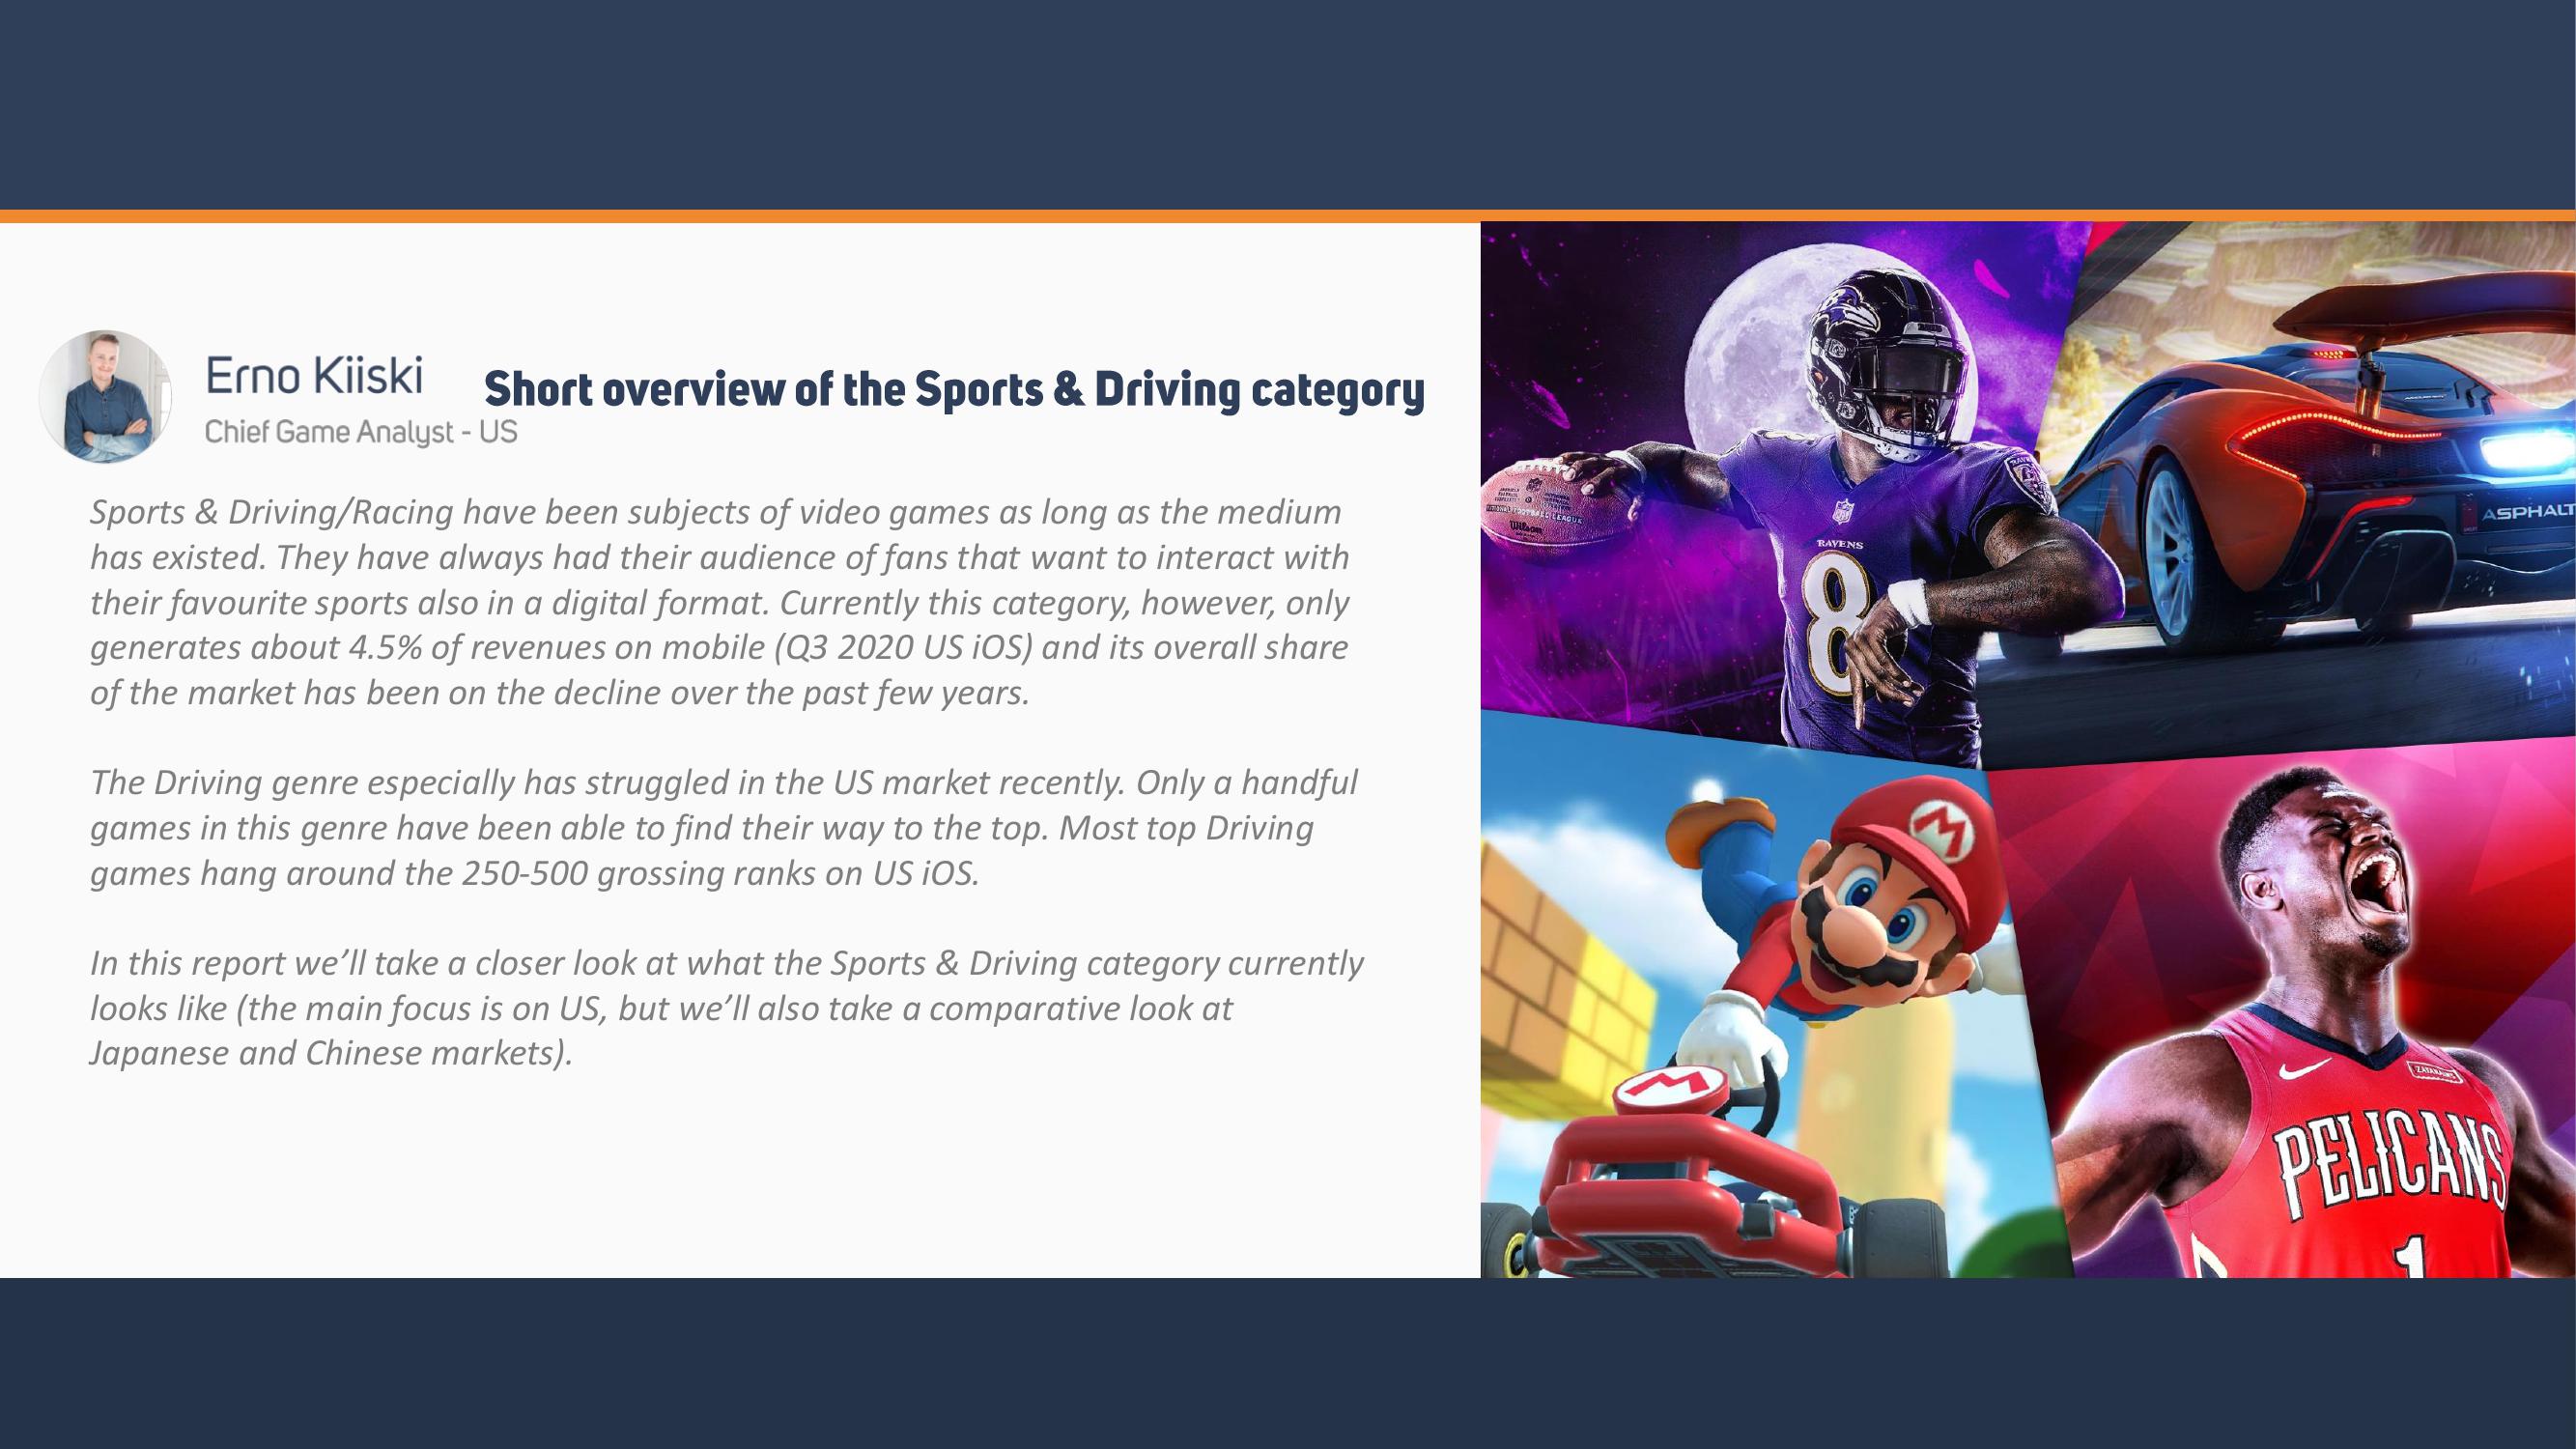 Erno Kiiski
Chief Game Analyst - US
Short overview of the Sports & Driving category
Sports & Driving/Racing have been subjects of video games as long as the medium
has existed. They have always had their audience of fans that want to interact with
their favourite sports also in a digital format. Currently this category, however, only
generates about 4.5% of revenues on mobile (Q3 2020 US iOS) and its overall share
of the market has been on the decline over the past few years.
The Driving genre especially has struggled in the US market recently. Only a handful
games in this genre have been able to find their way to the top. Most top Driving
games hang around the 250-500 grossing ranks on US iOS.
In this report we’ll take a closer look at what the Sports & Driving category currently
looks like (the main focus is on US, but we’ll also take a comparative look at
Japanese and Chinese markets).
Wilson
NFL
RAVENS
8
ASPHALT
M
M
PELICANS
1